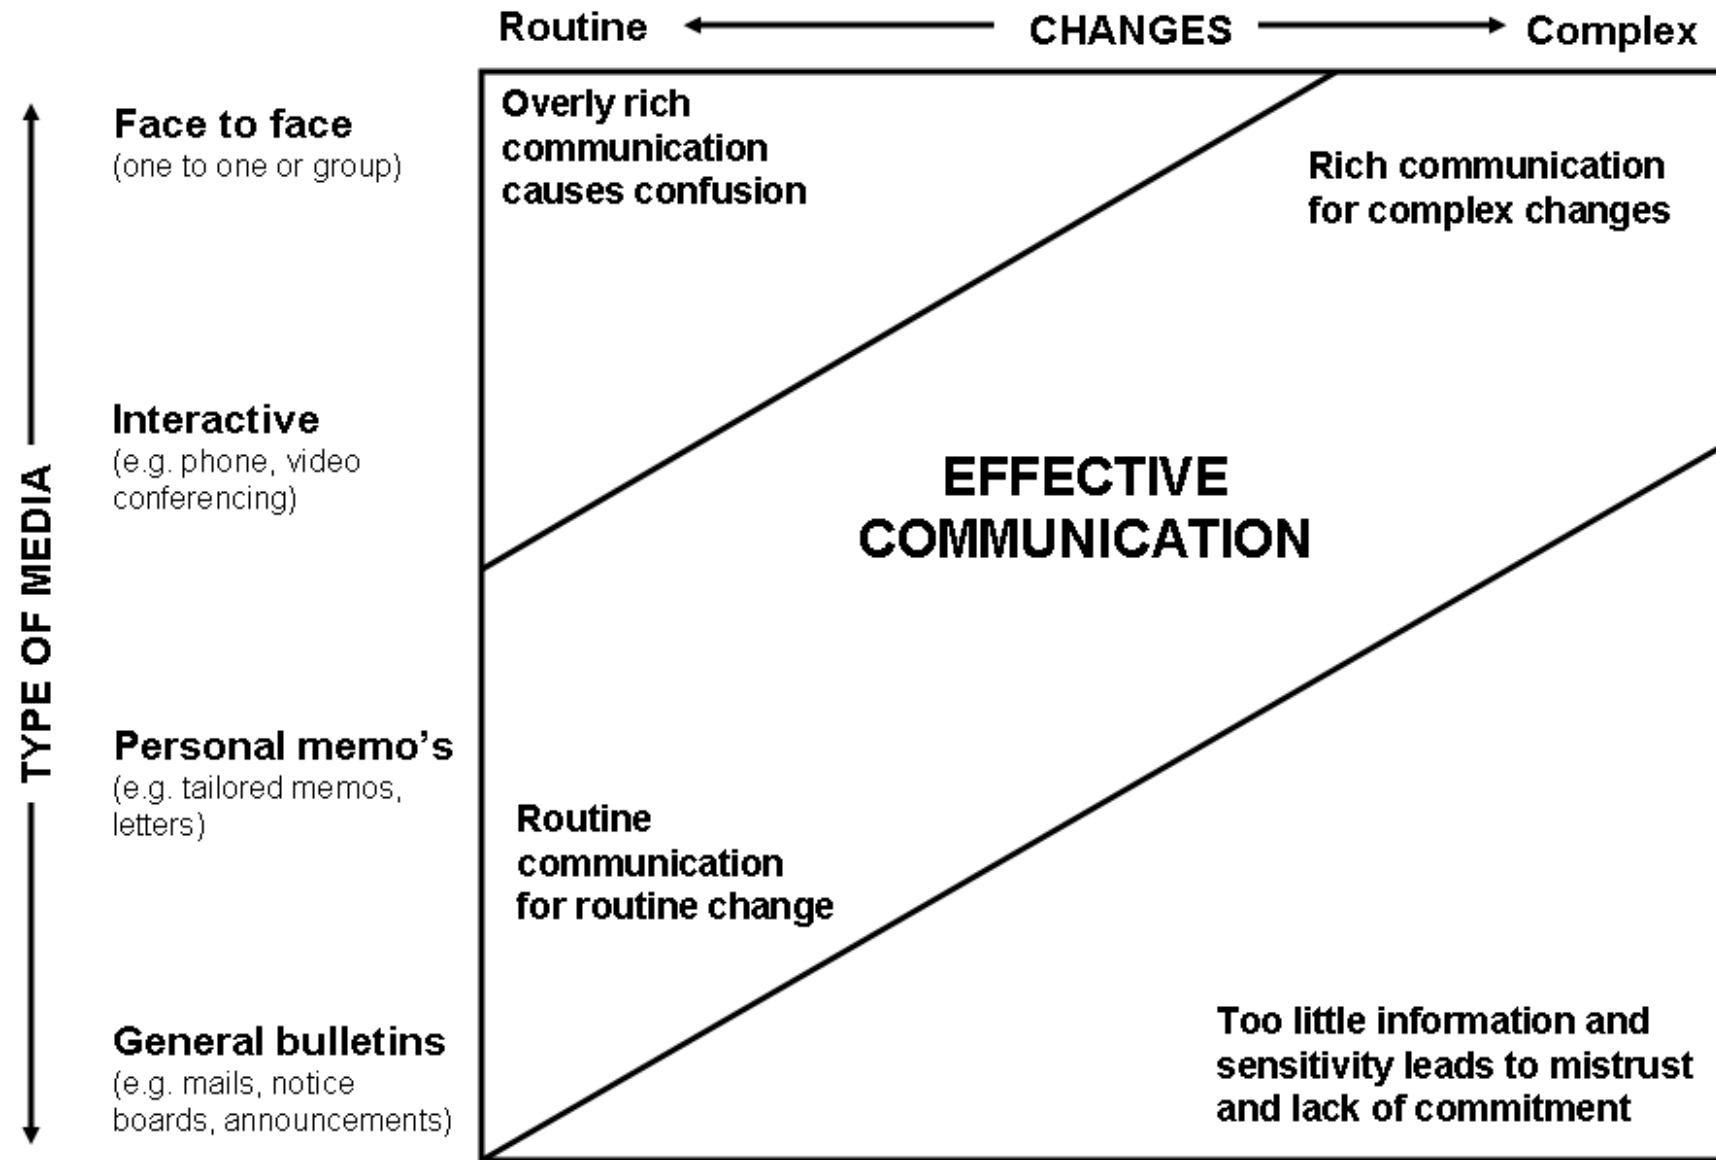 Routine CHANGES Complex
TYPE OF MEDIA
Face to face
(one to one or group)
Interactive
(e.g. phone, video
conferencing)
Personal memo’s
(e.g. tailored memos,
letters)
General bulletins
(e.g. mails, notice
boards, announcements)
Overly rich
communication
causes confusion
Rich communication
for complex changes
EFFECTIVE
COMMUNICATION
Routine
communication
for routine change
Too little information and
sensitivity leads to mistrust
and lack of commitment